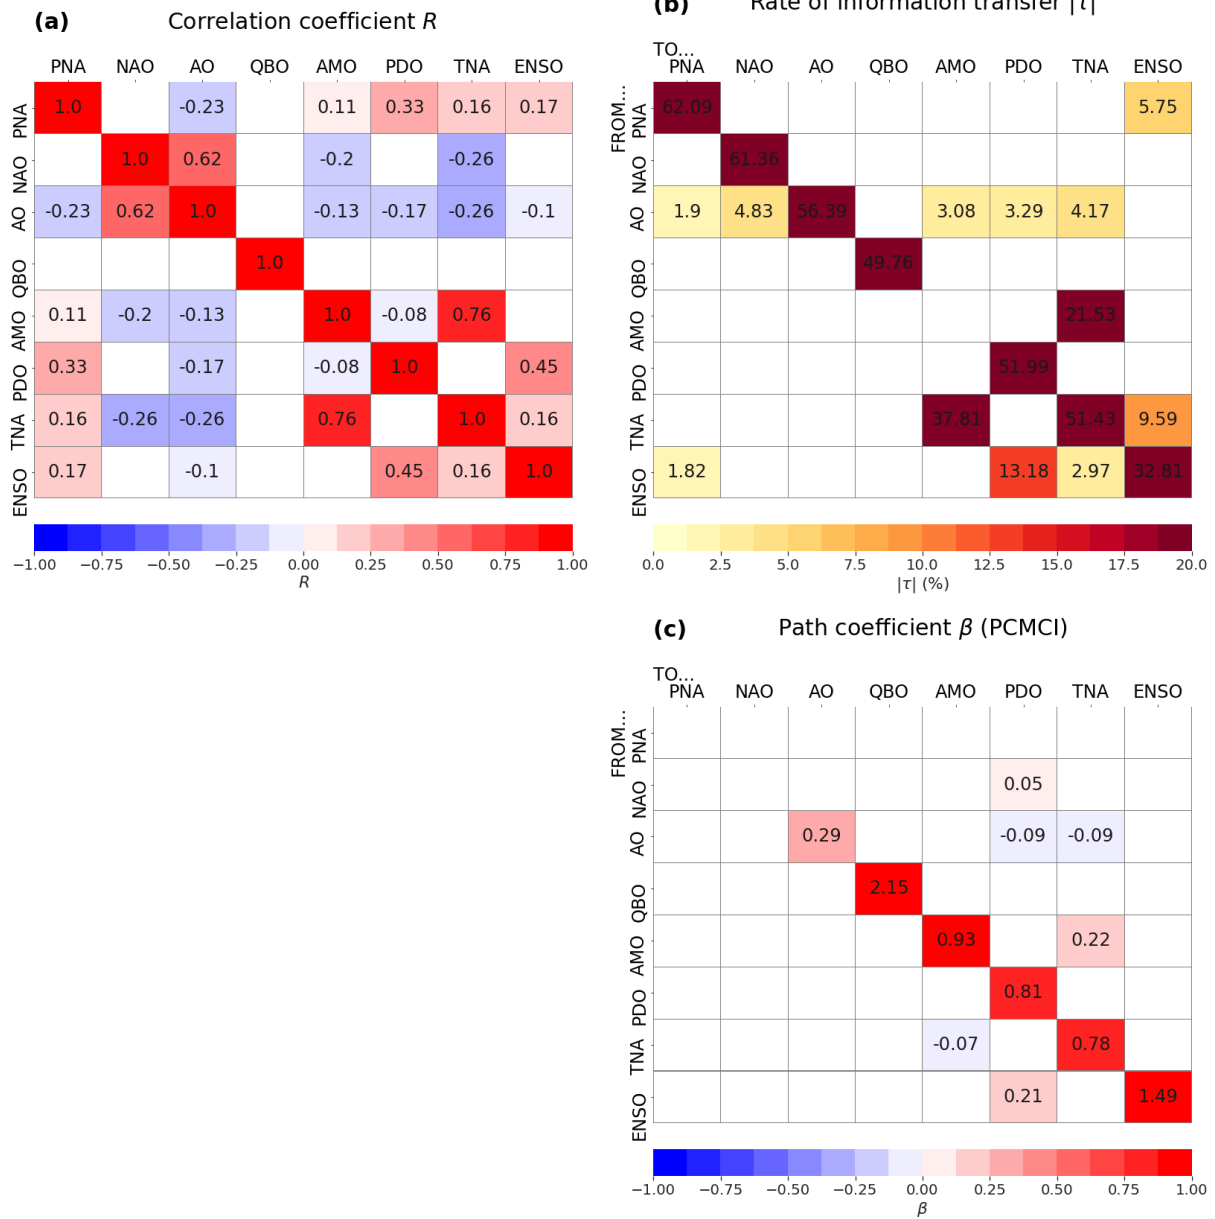 (a)
Correlation coefficient R
PNA NAO AO QBO AMO PDO TNA ENSO
PNA 1.0 -0.23 0.11 0.33 0.16 0.17
NAO 1.0 0.62 -0.2 -0.26
AO -0.23 0.62 1.0 -0.13 -0.17 -0.26 -0.1
QBO 1.0
AMO 0.11 -0.2 -0.13 1.0 -0.08 0.76
PDO 0.33 -0.17 -0.08 1.0 0.45
TNA 0.16 -0.26 -0.26 0.76 1.0 0.16
ENSO 0.17 -0.1 0.45 0.16 1.0
−1.00 −0.75 −0.50 −0.25 0.00 0.25 0.50 0.75 1.00
R
(b)
Rate of information transfer |τ|
TO...
PNA NAO AO QBO AMO PDO TNA ENSO
FROM...
PNA 62.09 5.75
NAO 61.36
AO 1.9 4.83 56.39 3.08 3.29 4.17
QBO 49.76
AMO 21.53
PDO 51.99
TNA 37.81 51.43 9.59
ENSO 1.82 13.18 2.97 32.81
0.0 2.5 5.0 7.5 10.0 12.5 15.0 17.5 20.0
|τ| (%)
(c)
Path coefficient β (PCMCI)
TO...
PNA NAO AO QBO AMO PDO TNA ENSO
FROM...
PNA
NAO 0.05
AO 0.29 -0.09 -0.09
QBO 2.15
AMO 0.93 0.22
PDO 0.81
TNA -0.07 0.78
ENSO 0.21 1.49
−1.00 −0.75 −0.50 −0.25 0.00 0.25 0.50 0.75 1.00
β